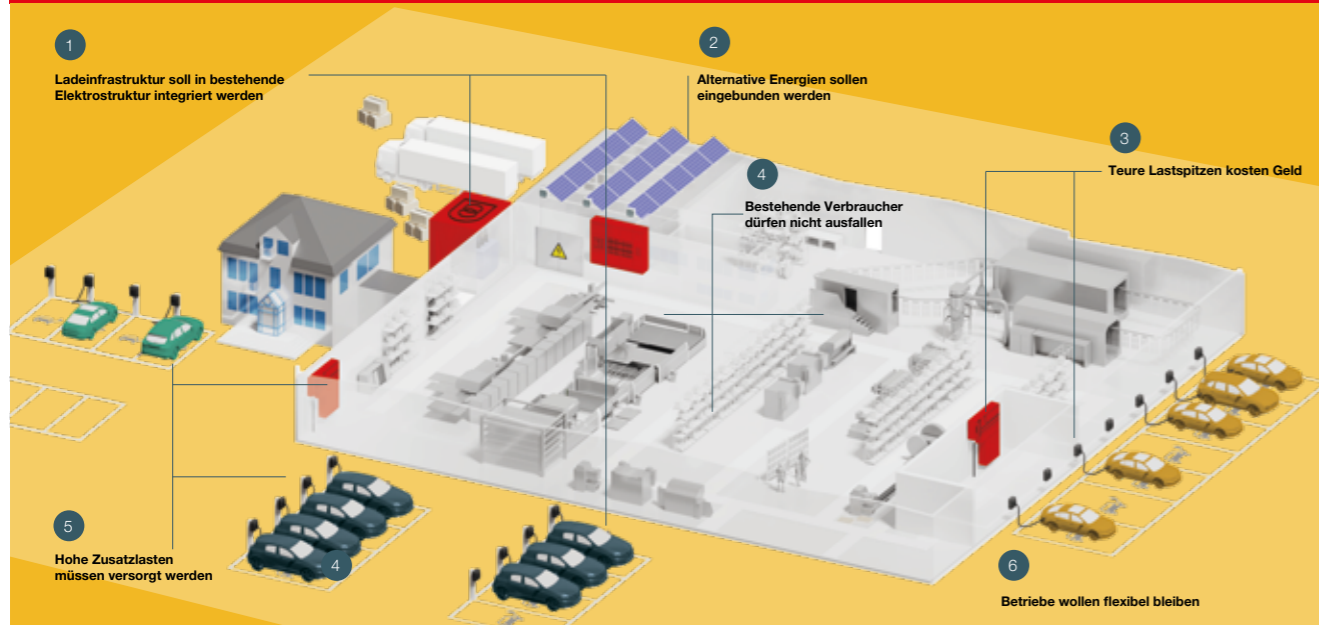 1
Ladeinfrastruktur soll in bestehende
Elektrostruktur integriert werden
2
Alternative Energien sollen
eingebunden werden
3
Teure Lastspitzen kosten Geld
4
Bestehende Verbraucher
dürfen nicht ausfallen
5
Hohe Zusatzlasten
müssen versorgt werden
4
6
Betriebe wollen flexibel bleiben